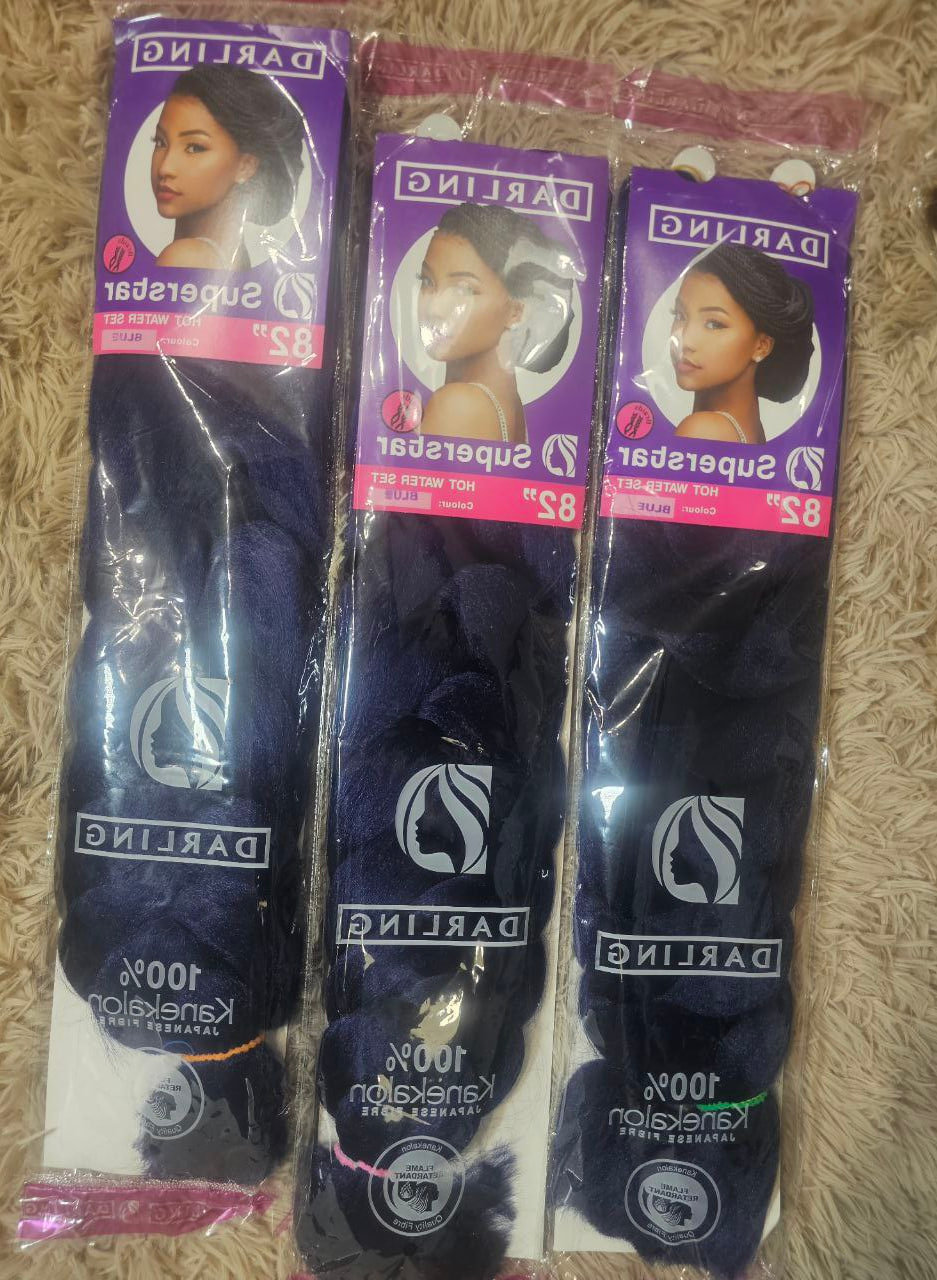 DARLING
Braids
Superstar
HOT WATER SET
82”
Colour: BLUE
DARLING
100%
Kanekalon
JAPANESE FIBRE
FLAME
RETARDANT
Quality Fibre
DARLING
Superstar
HOT WATER SET
82”
Colour: BLUE
DARLING
100%
Kanekalon
JAPANESE FIBRE
Kanekalon
FLAME
RETARDANT
Quality Fibre
DARLING
Braids
Superstar
HOT WATER SET
82”
Colour: BLUE
DARLING
100%
Kanekalon
JAPANESE FIBRE
Kanekalon
FLAME
RETARDANT
Quality Fibre